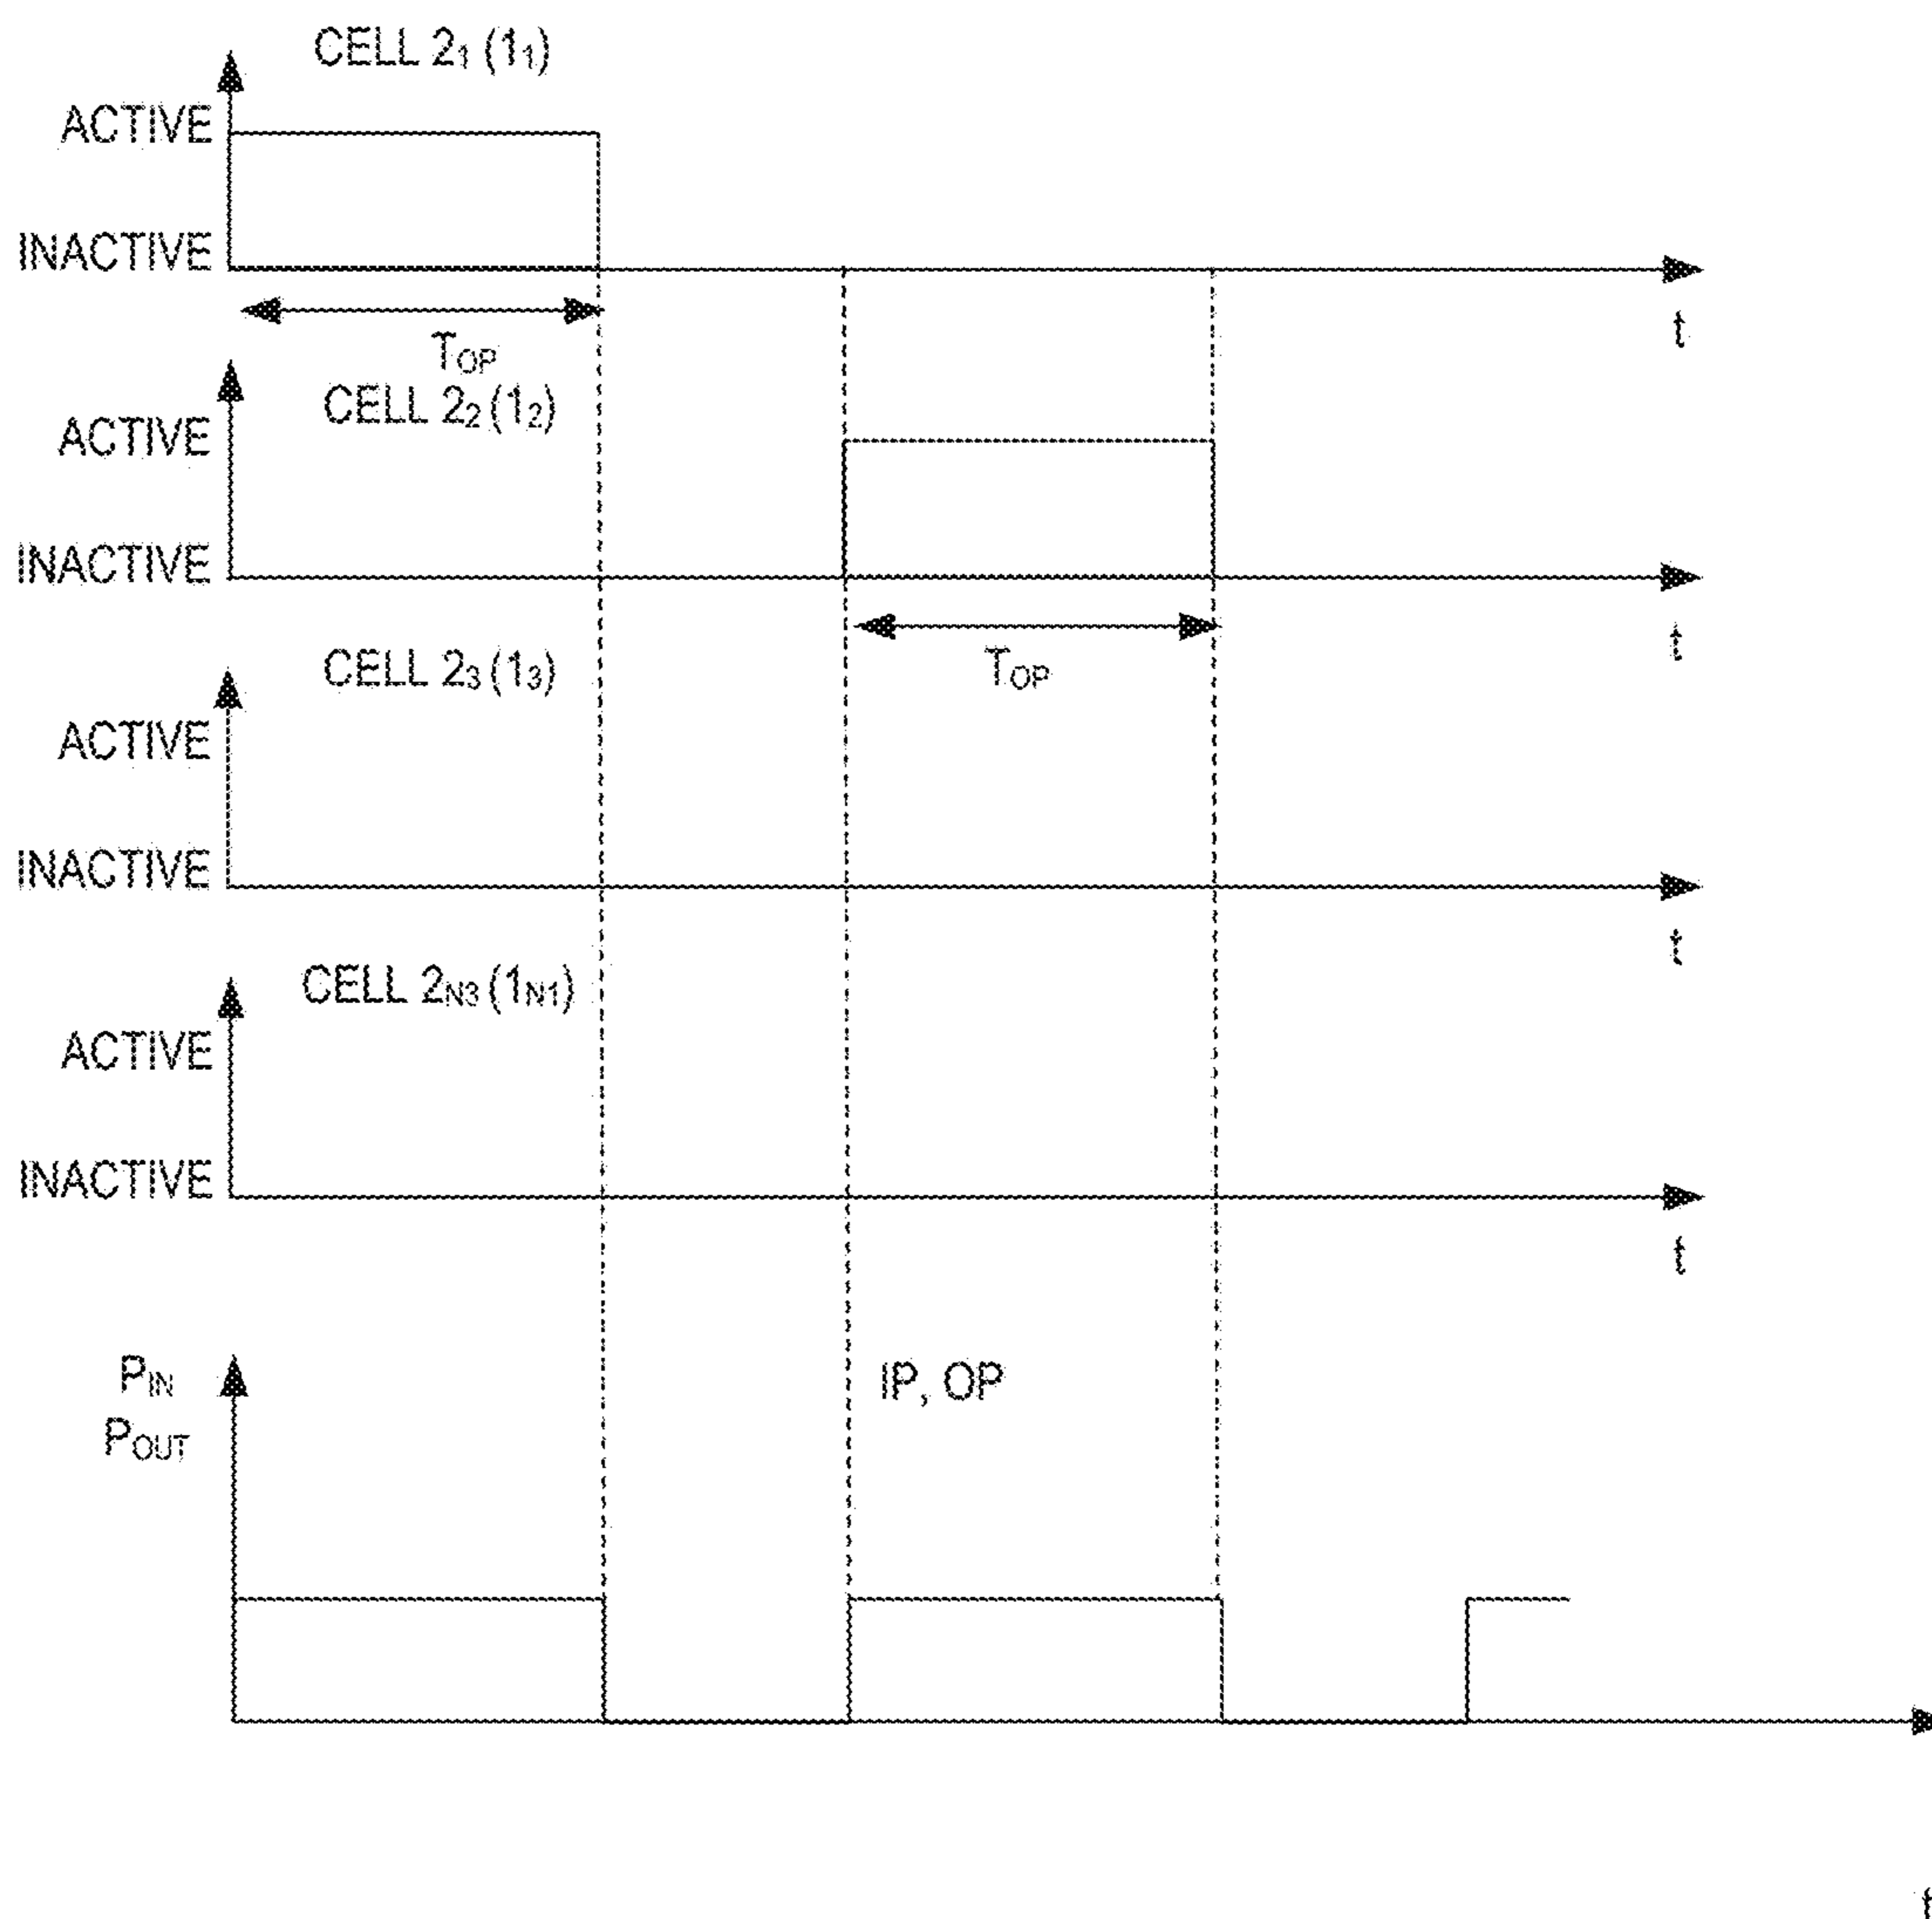 CELL 2₁ (1₁)
ACTIVE
INACTIVE
t
T_OP
CELL 2₂ (1₂)
ACTIVE
INACTIVE
t
T_OP
CELL 2₃ (1₃)
ACTIVE
INACTIVE
t
CELL 2_N3 (1_N1)
ACTIVE
INACTIVE
t
P_IN
IP, OP
P_OUT
t